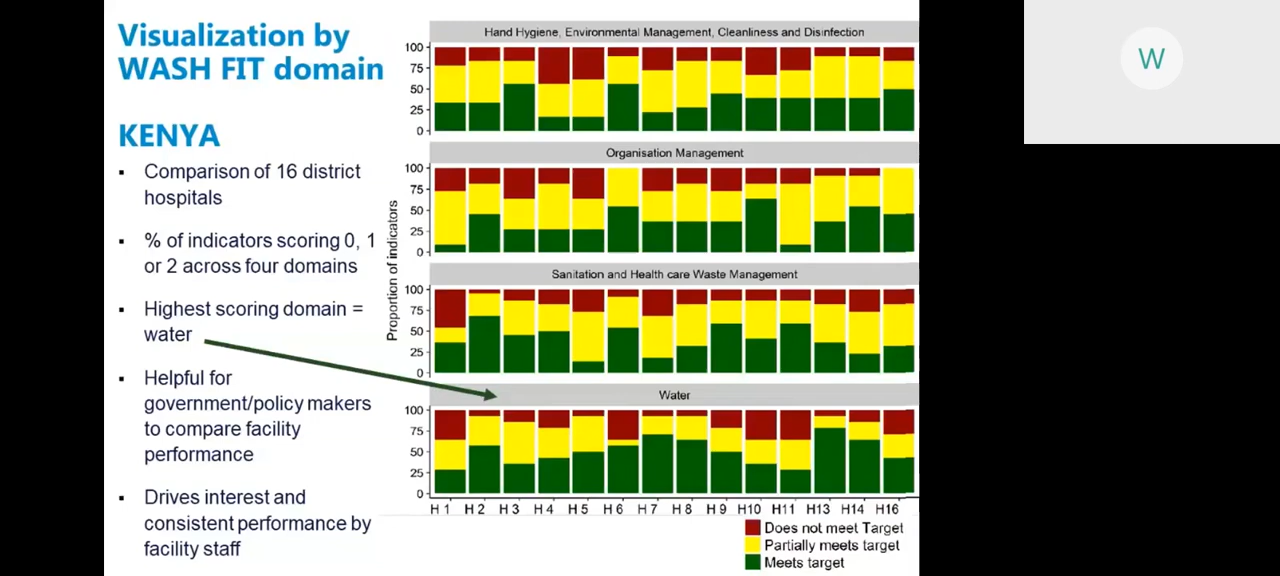 Visualization by
WASH FIT domain
KENYA
▪ Comparison of 16 district
hospitals
▪ % of indicators scoring 0, 1
or 2 across four domains
▪ Highest scoring domain =
water
▪ Helpful for
government/policy makers
to compare facility
performance
▪ Drives interest and
consistent performance by
facility staff
Proportion of indicators
Hand Hygiene, Environmental Management, Cleanliness and Disinfection
100
75
50
25
0
Organisation Management
100
75
50
25
0
Sanitation and Health care Waste Management
100
75
50
25
0
Water
100
75
50
25
0
H 1 H 2 H 3 H 4 H 5 H 6 H 7 H 8 H 9 H10 H11 H13 H14 H16
Does not meet Target
Partially meets target
Meets target
W